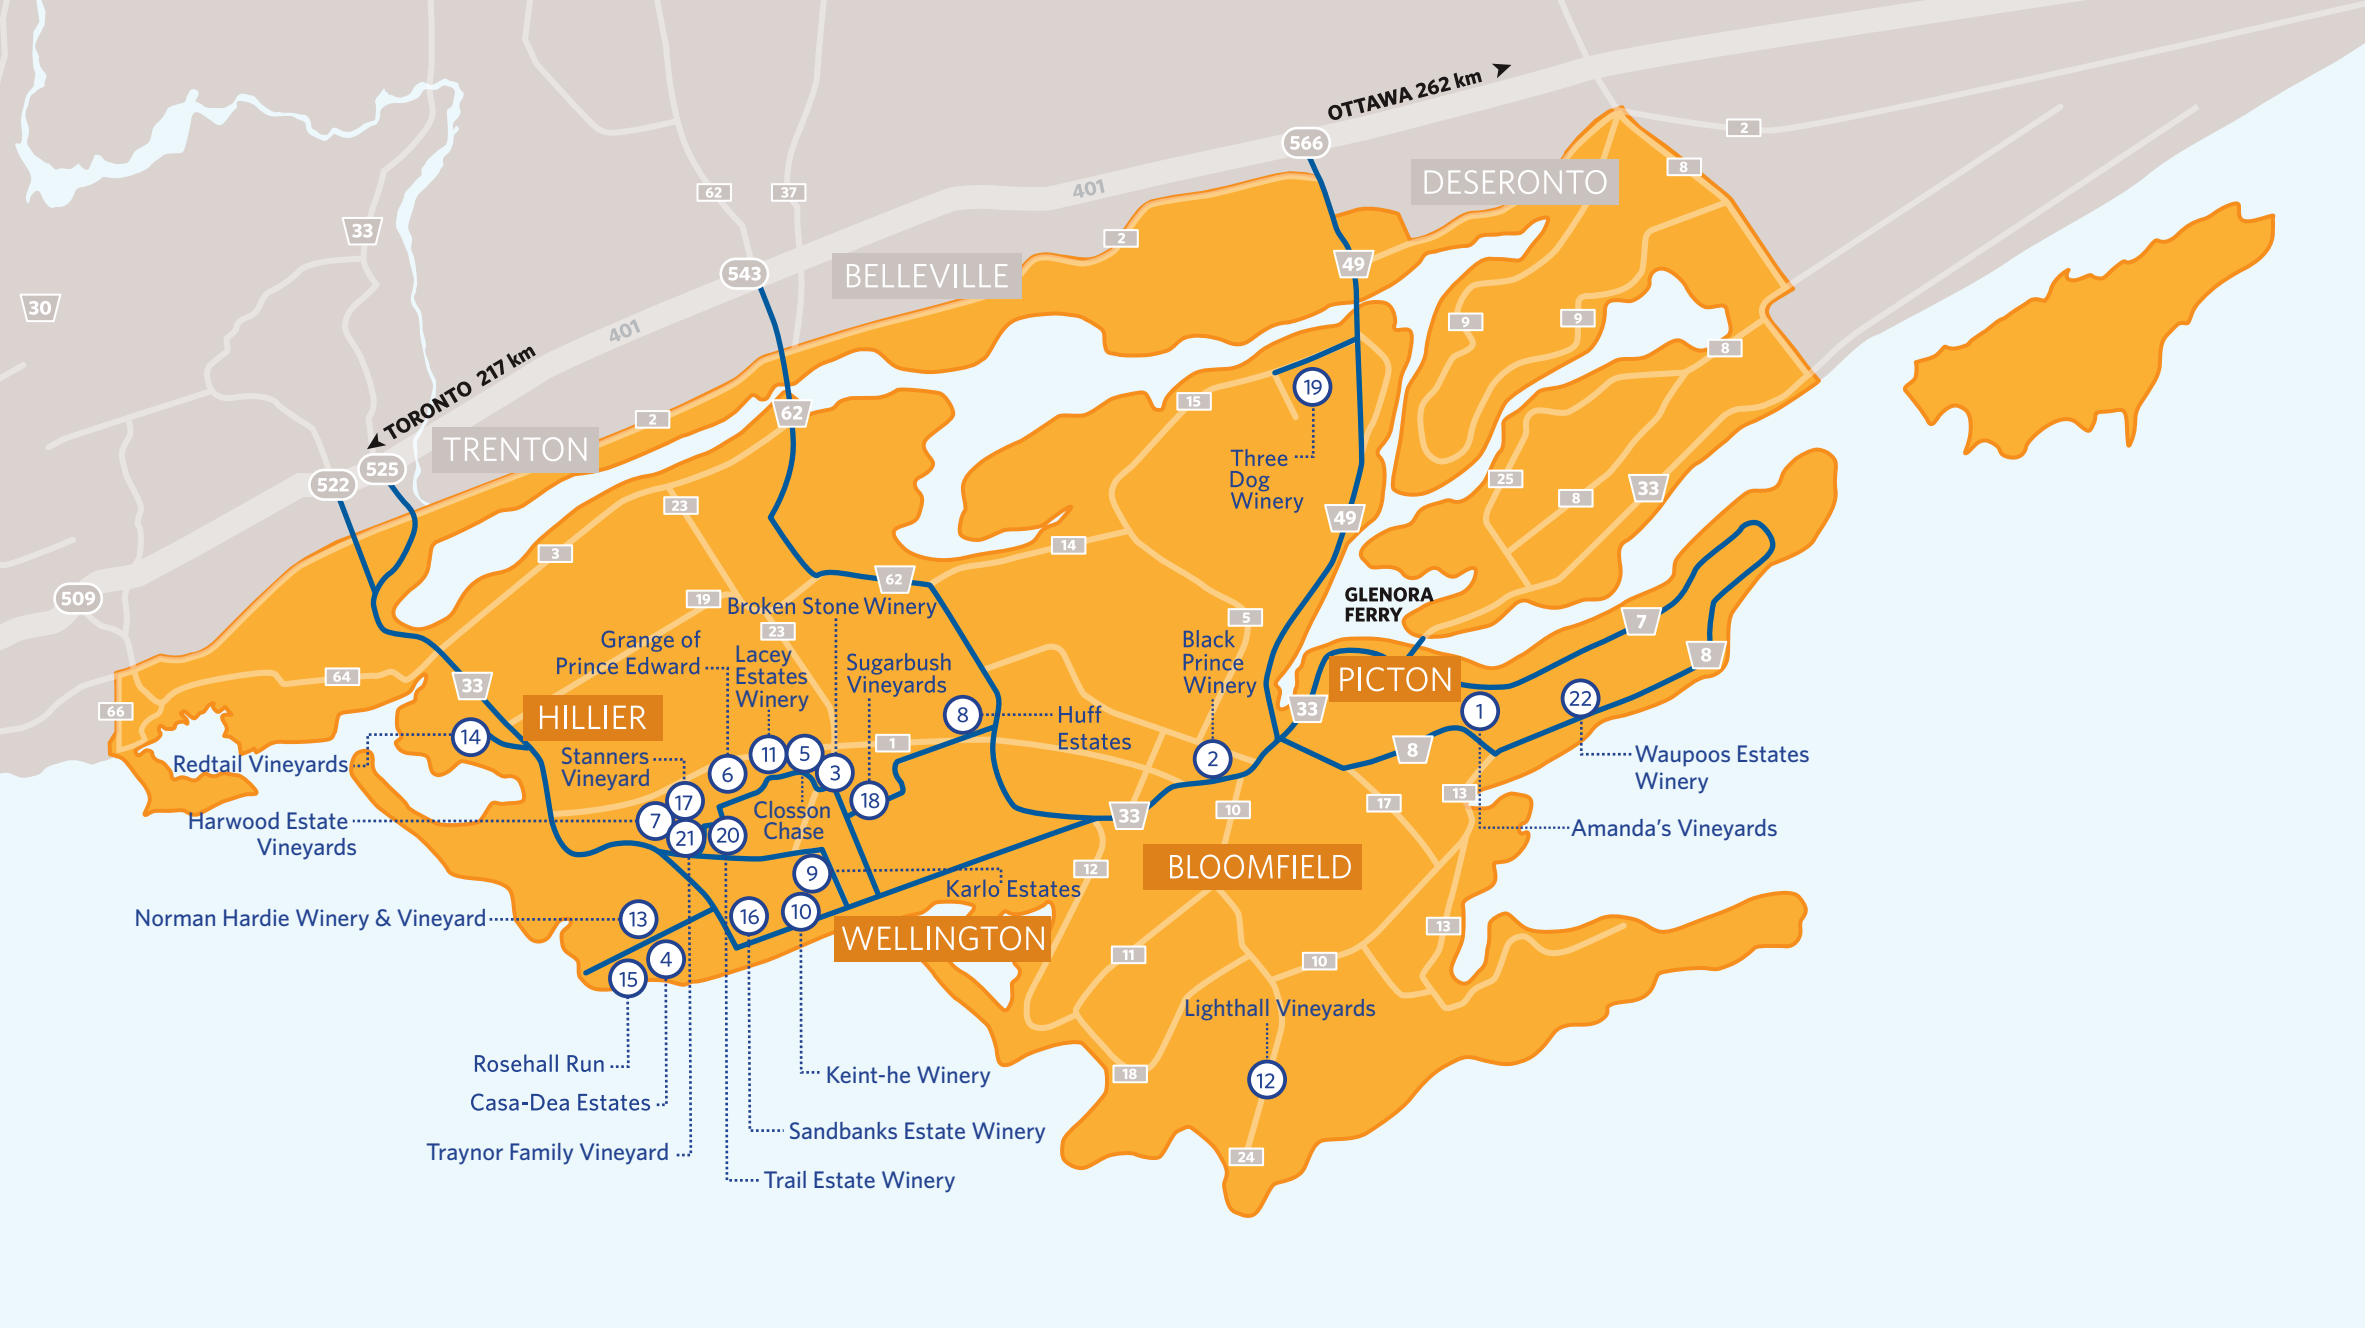 OTTAWA 262 km
2
566
8
DESERONTO
62
37
401
33
2
49
543
BELLEVILLE
30
401
9
9
8
TORONTO 217 km
19
15
2
62
TRENTON
Three
Dog
Winery
525
522
23
25
8
33
49
14
3
62
509
19
Broken Stone Winery
GLENORA
FERRY
5
7
23
Grange of
Prince Edward
Lacey
Estates
Winery
Sugarbush
Vineyards
Black
Prince
Winery
8
64
33
PICTON
22
66
HILLIER
8
Huff
Estates
33
1
14
Redtail Vineyards
Stanners
Vineyard
6
11
5
3
1
2
8
Waupoos Estates
Winery
17
18
Closson
Chase
10
17
13
33
Harwood Estate
Vineyards
7
21
20
Amanda's Vineyards
9
Karlo Estates
12
BLOOMFIELD
Norman Hardie Winery & Vineyard
13
16
10
WELLINGTON
13
15
4
11
10
Lighthall Vineyards
Rosehall Run
Keint-he Winery
18
12
Casa-Dea Estates
Sandbanks Estate Winery
Traynor Family Vineyard
24
Trail Estate Winery